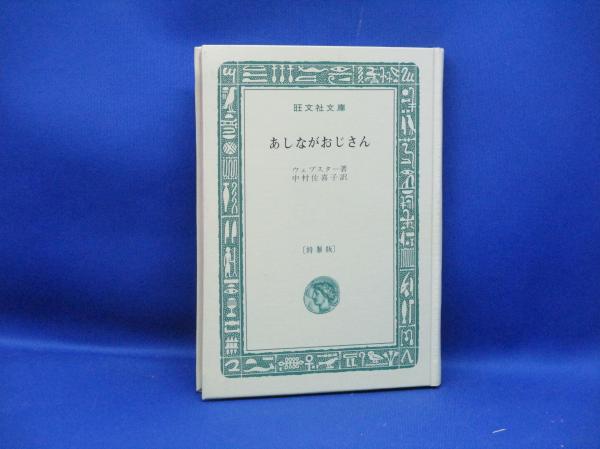 旺文社文庫
あしながおじさん
ウェブスター著
中村佐喜子訳
[特製版]